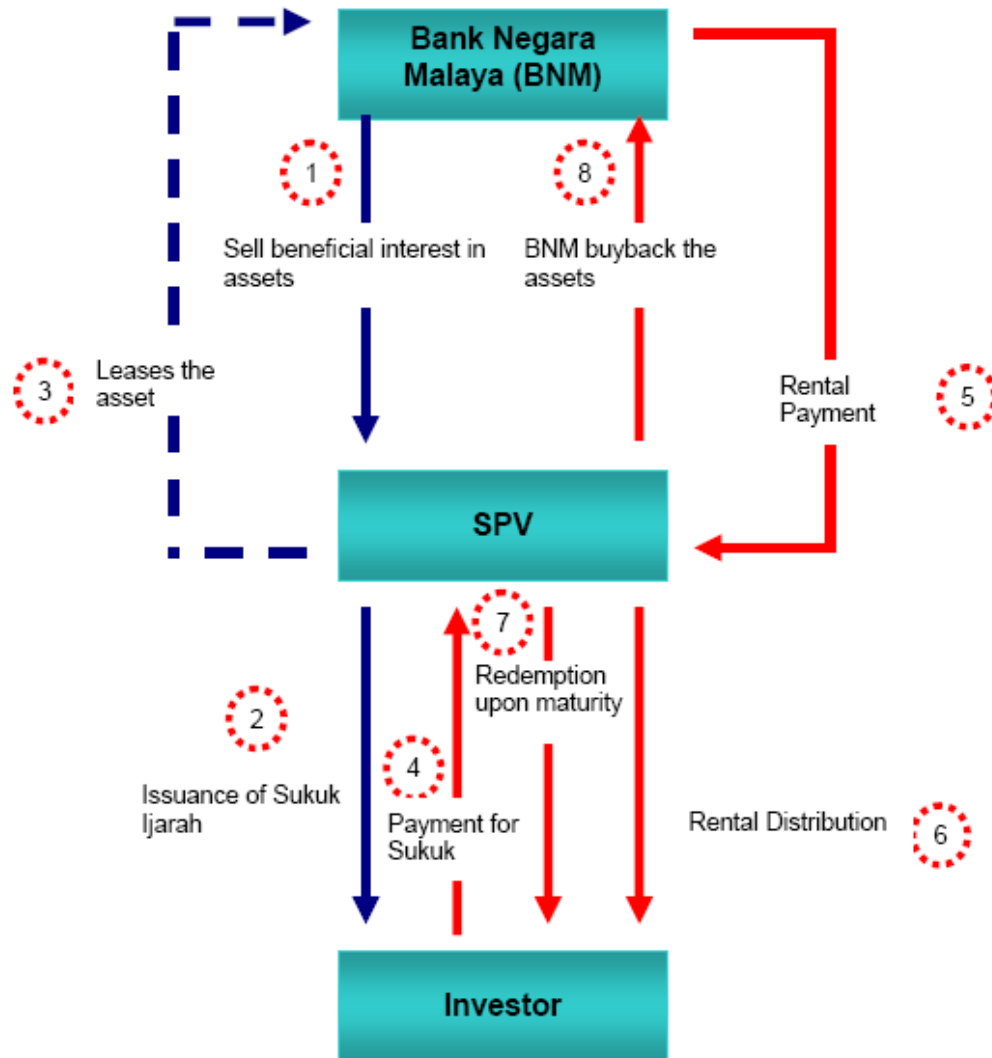 Bank Negara
Malaya (BNM)
1
8
Sell beneficial interest in
assets
BNM buyback the
assets
3
Leases the
asset
Rental
Payment
5
SPV
7
Redemption
upon maturity
2
4
Issuance of Sukuk
Ijarah
Payment for
Sukuk
Rental Distribution
6
Investor